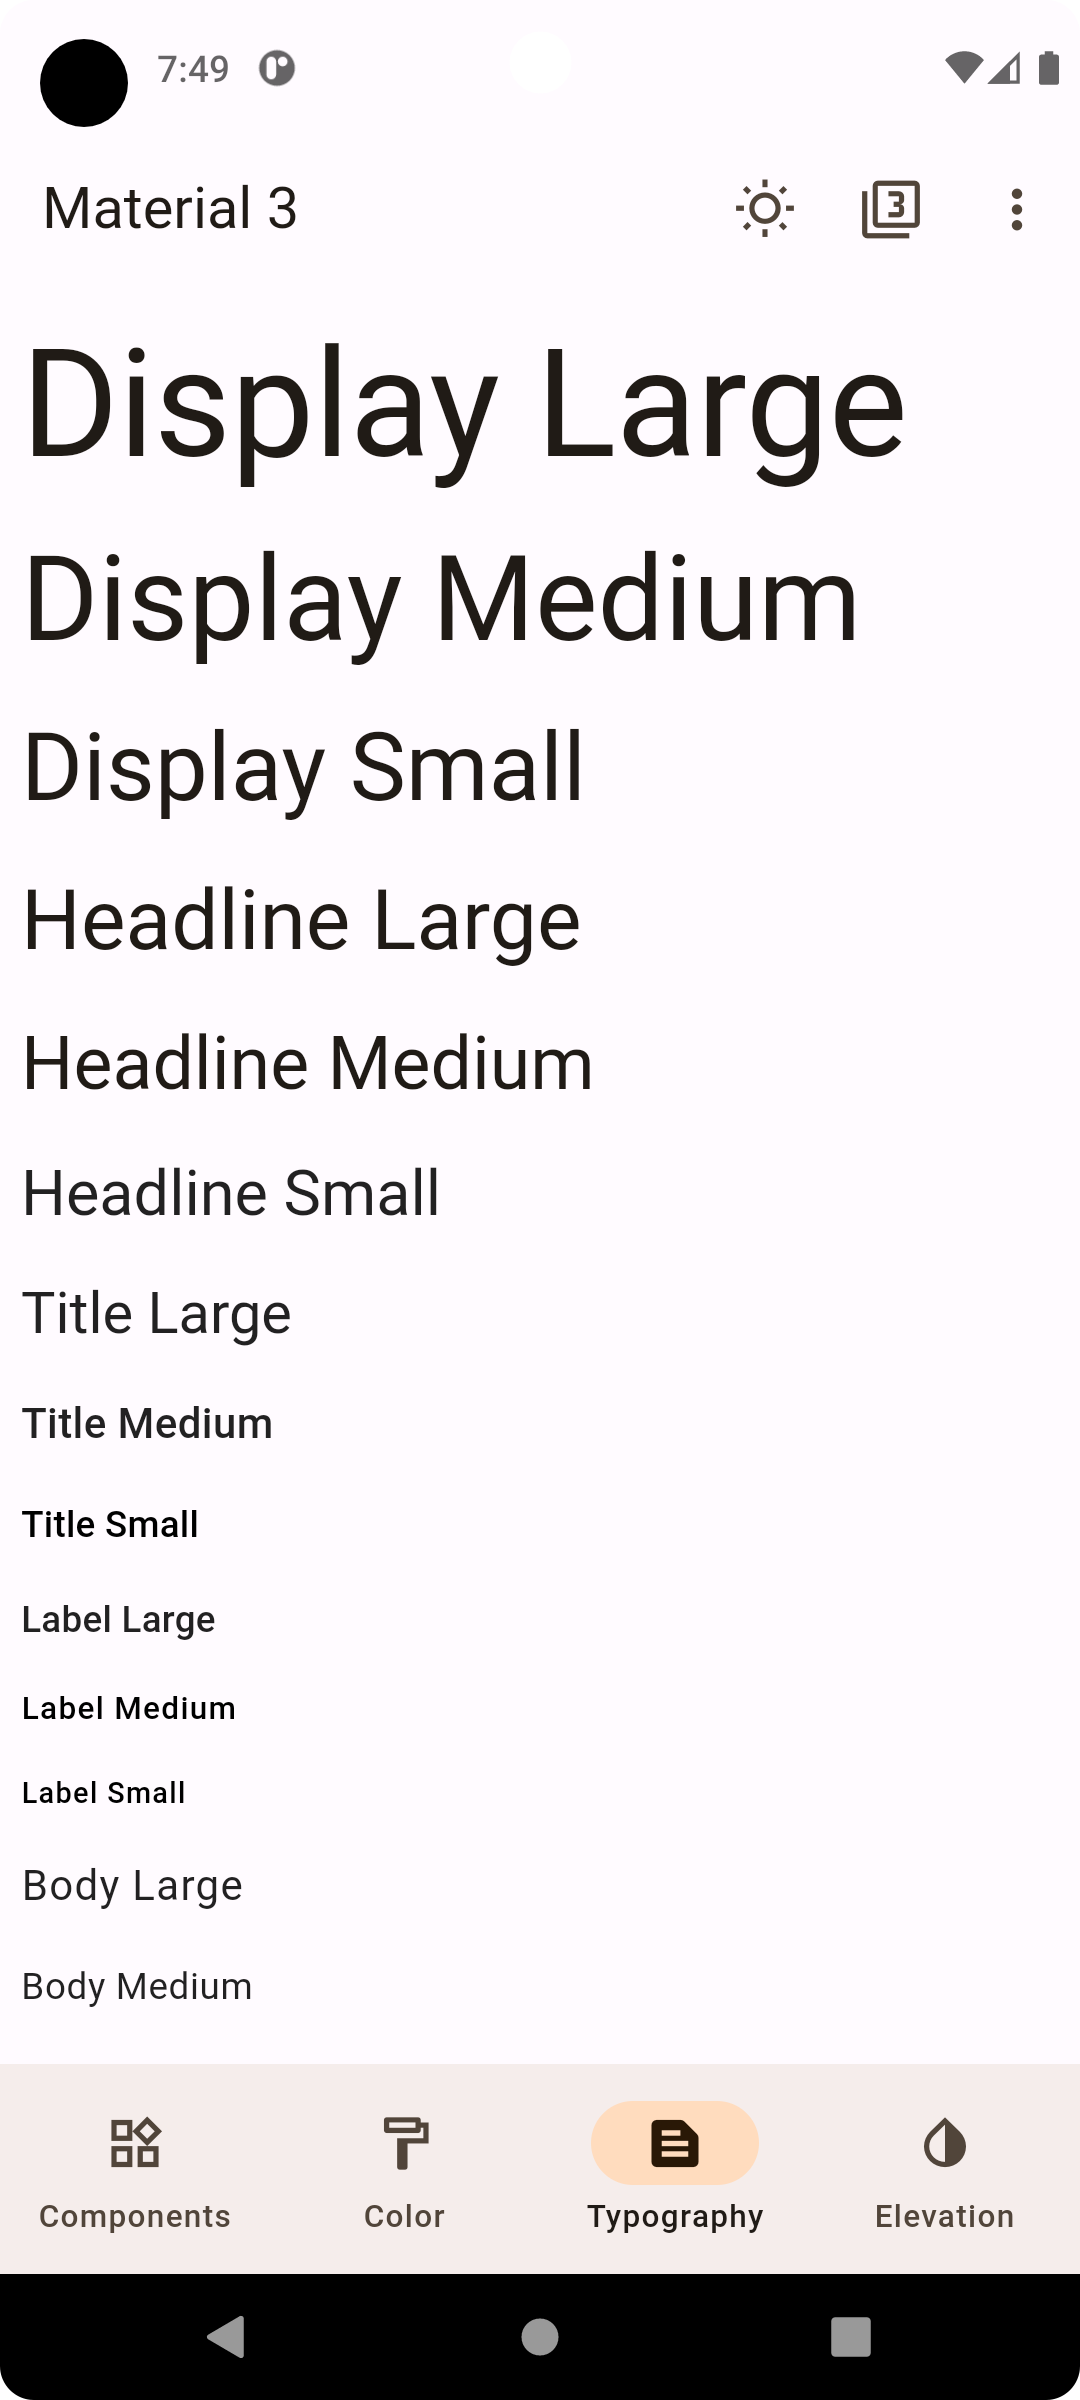 7:49
Material 3
3
Display Large
Display Medium
Display Small
Headline Large
Headline Medium
Headline Small
Title Large
Title Medium
Title Small
Label Large
Label Medium
Label Small
Body Large
Body Medium
Components Color Typography Elevation